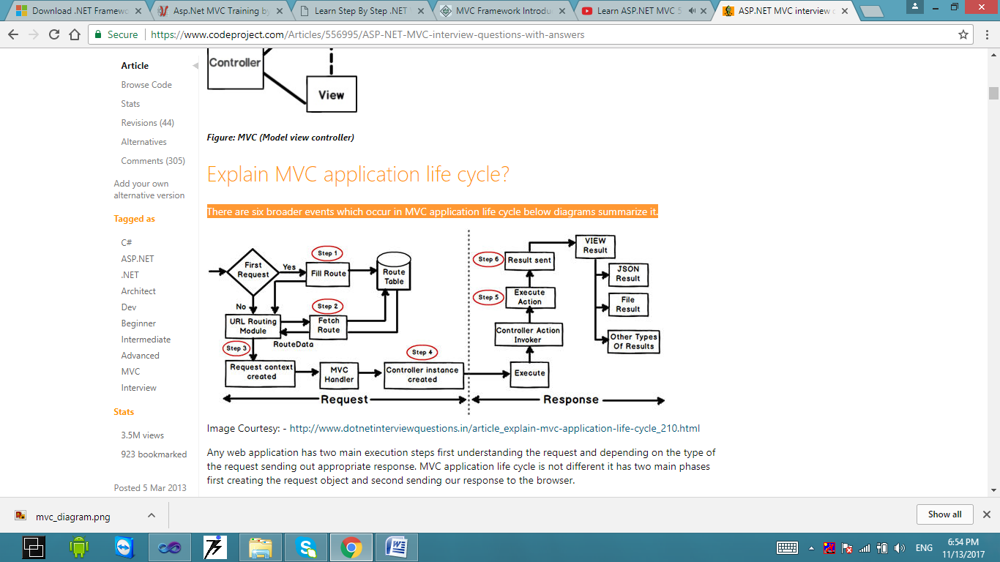 Download .NET Framewo
Asp.Net MVC Training by
Learn Step By Step .NET
MVC Framework Introdu
Learn ASP.NET MVC 5
ASP.NET MVC interview
Secure
https://www.codeproject.com/Articles/556995/ASP-NET-MVC-interview-questions-with-answers
Article
Browse Code
Stats
Revisions (44)
Alternatives
Comments (305)
Add your own
alternative version
Tagged as
C#
ASP.NET
.NET
Architect
Dev
Beginner
Intermediate
Advanced
MVC
Interview
Stats
3.5M views
923 bookmarked
Posted 5 Mar 2013
Controller
View
Figure: MVC (Model view controller)
Explain MVC application life cycle?
There are six broader events which occur in MVC application life cycle below diagrams summarize it.
First
Request
Yes
No
Step 1
Fill Route
Route
Table
Step 2
Fetch
Route
URL Routing
Module
RouteData
Step 3
Request context
created
MVC
Handler
Step 4
Controller instance
created
Request
Step 6
Result sent
VIEW
Result
JSON
Result
File
Result
Other Types
Of Results
Step 5
Execute
Action
Controller Action
Invoker
Execute
Response
Image Courtesy: - http://www.dotnetinterviewquestions.in/article_explain-mvc-application-life-cycle_210.html
Any web application has two main execution steps first understanding the request and depending on the type of
the request sending out appropriate response. MVC application life cycle is not different it has two main phases
first creating the request object and second sending our response to the browser.
mvc_diagram.png
Show all
ENG
6:54 PM
11/13/2017